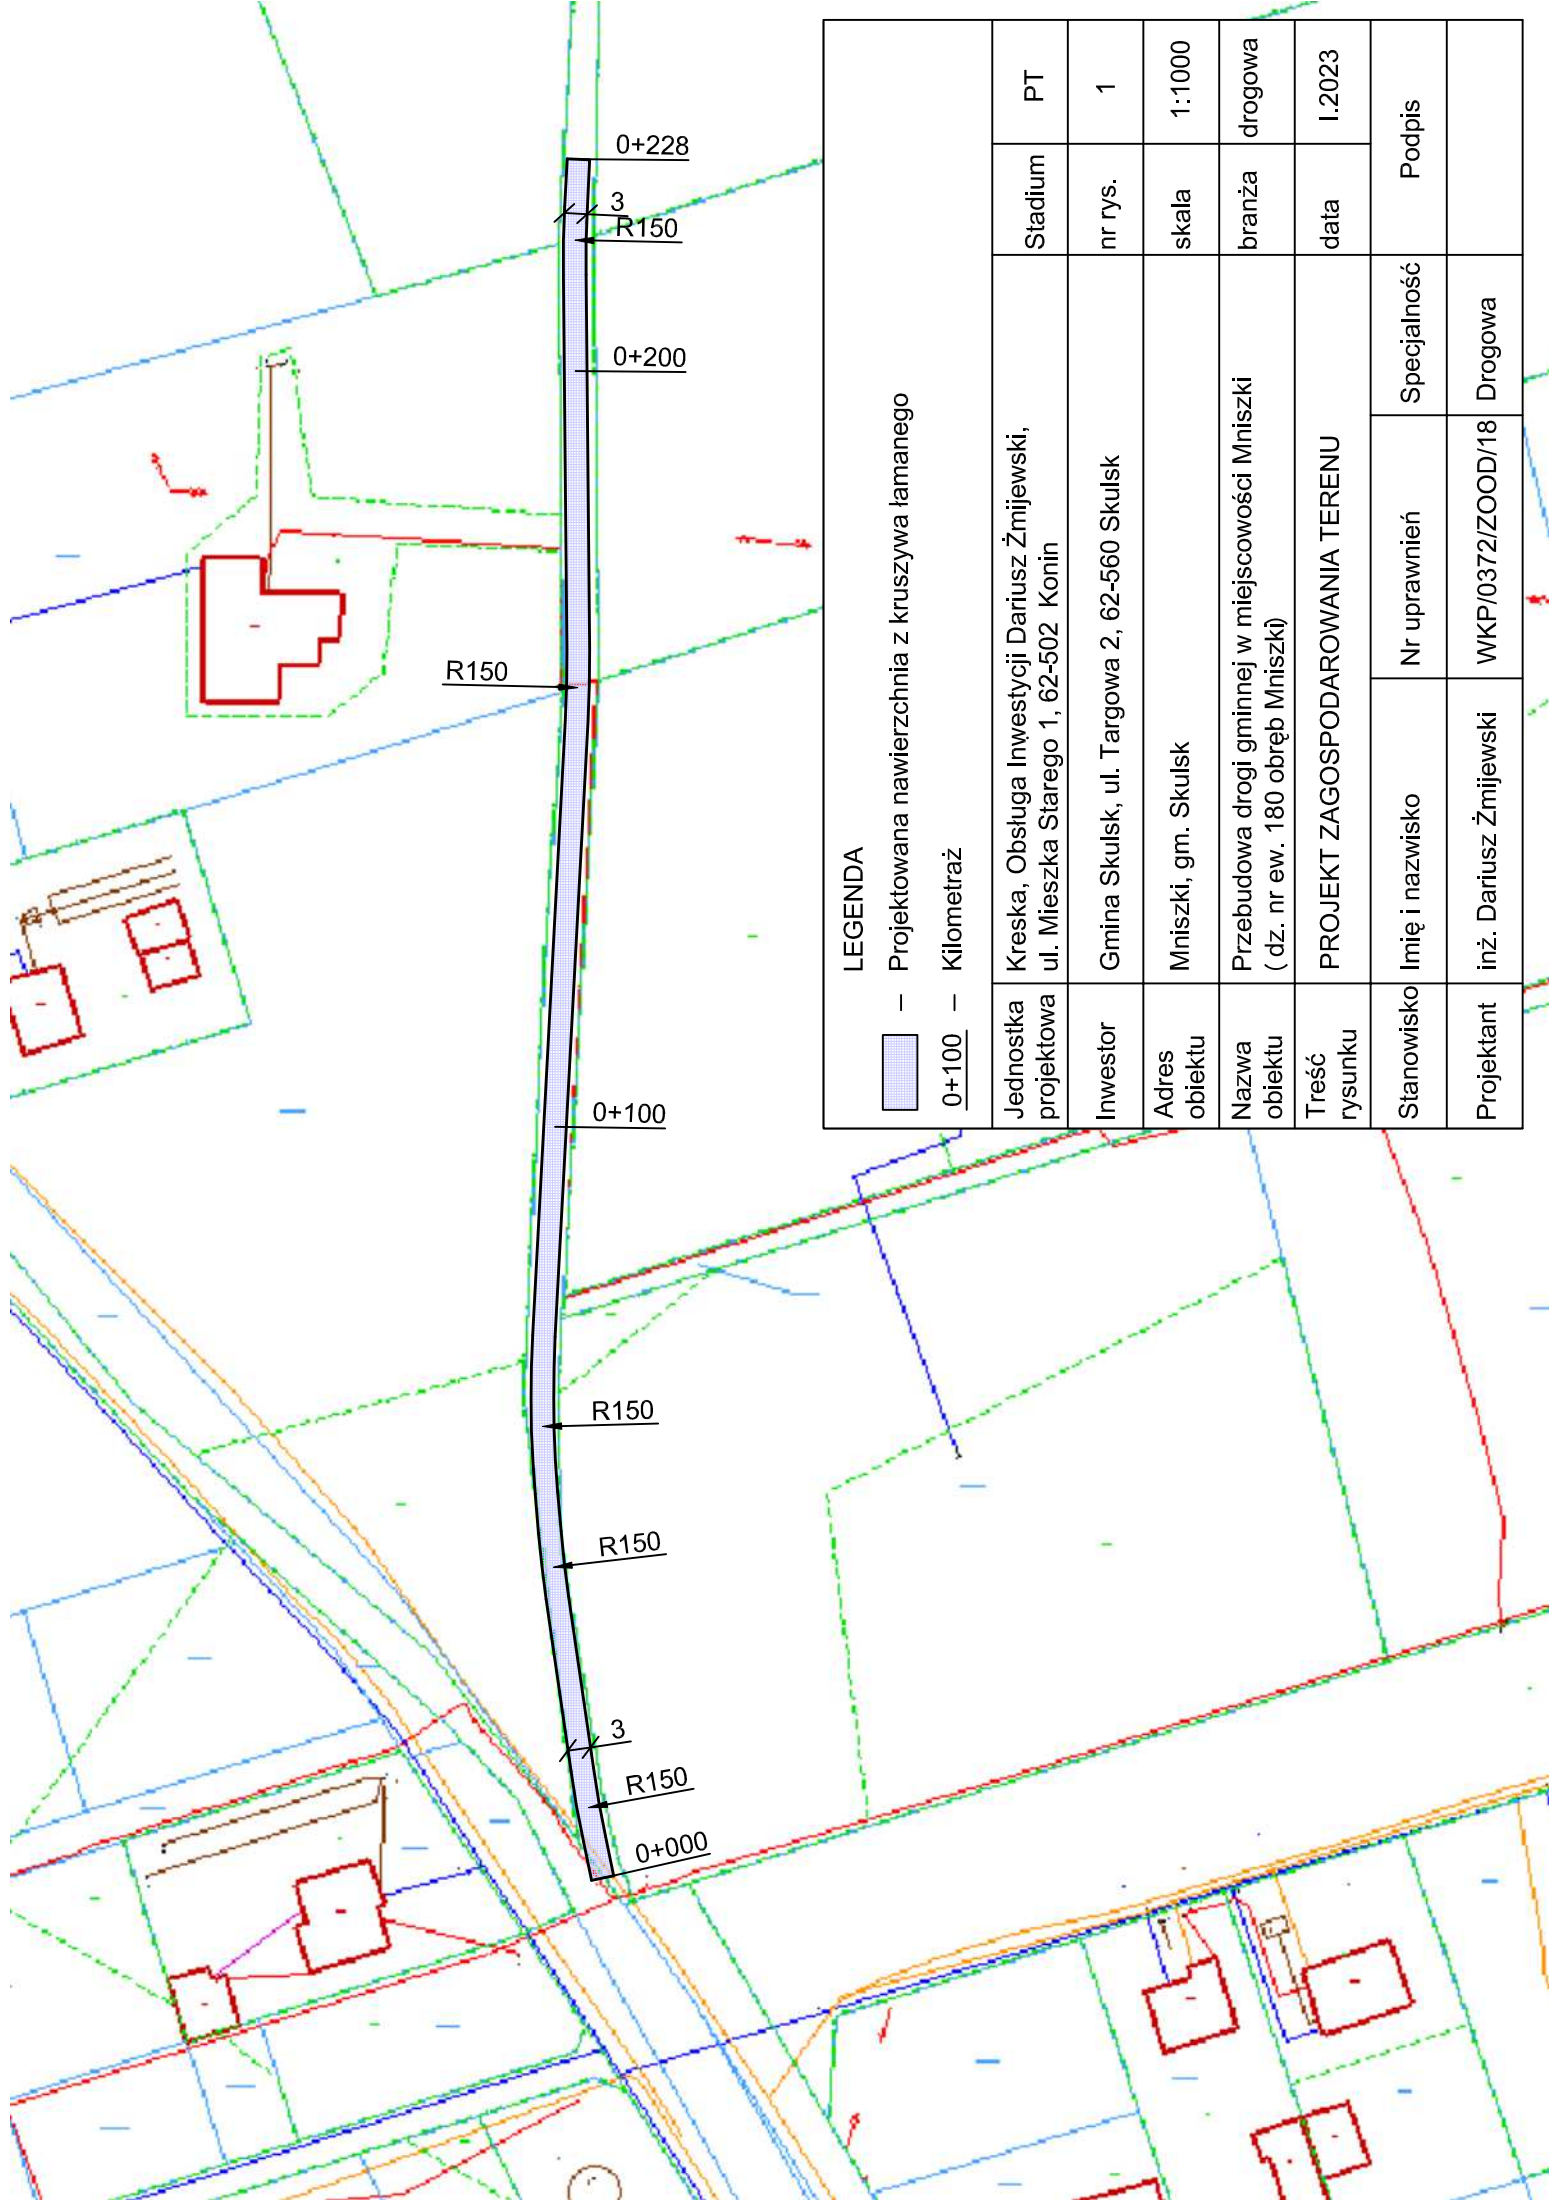 0+000
R150
3
R150
R150
0+100
R150
0+200
R150
3
0+228
LEGENDA
– Projektowana nawierzchnia z kruszywa łamanego
0+100 – Kilometraż
Jednostka projektowa
Kreska, Obsługa Inwestycji Dariusz Żmijewski,
ul. Mieszka Starego 1, 62-502 Konin
Stadium
PT
Inwestor
Gmina Skulsk, ul. Targowa 2, 62-560 Skulsk
nr rys.
1
Adres
obiektu
Mniszki, gm. Skulsk
skala
1:1000
Nazwa
obiektu
Przebudowa drogi gminnej w miejscowości Mniszki
( dz. nr ew. 180 obręb Mniszki)
branża
drogowa
Treść
rysunku
PROJEKT ZAGOSPODAROWANIA TERENU
data
I.2023
Stanowisko
Imię i nazwisko
Nr uprawnień
Specjalność
Podpis
Projektant
inż. Dariusz Żmijewski
WKP/0372/ZOOD/18
Drogowa